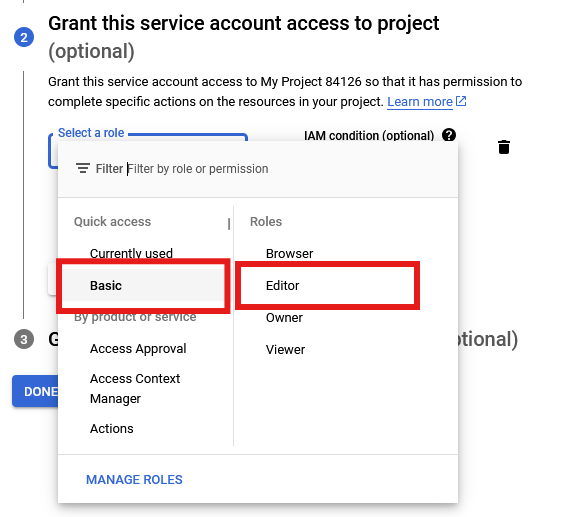 2
Grant this service account access to project
(optional)
Grant this service account access to My Project 84126 so that it has permission to
complete specific actions on the resources in your project. Learn more
Select a role
IAM condition (optional)
Filter Filter by role or permission
Quick access
Currently used
Basic
By product or service
Access Approval
Access Context
Manager
Actions
Roles
Browser
Editor
Owner
Viewer
MANAGE ROLES
3
G
tional)
DONE